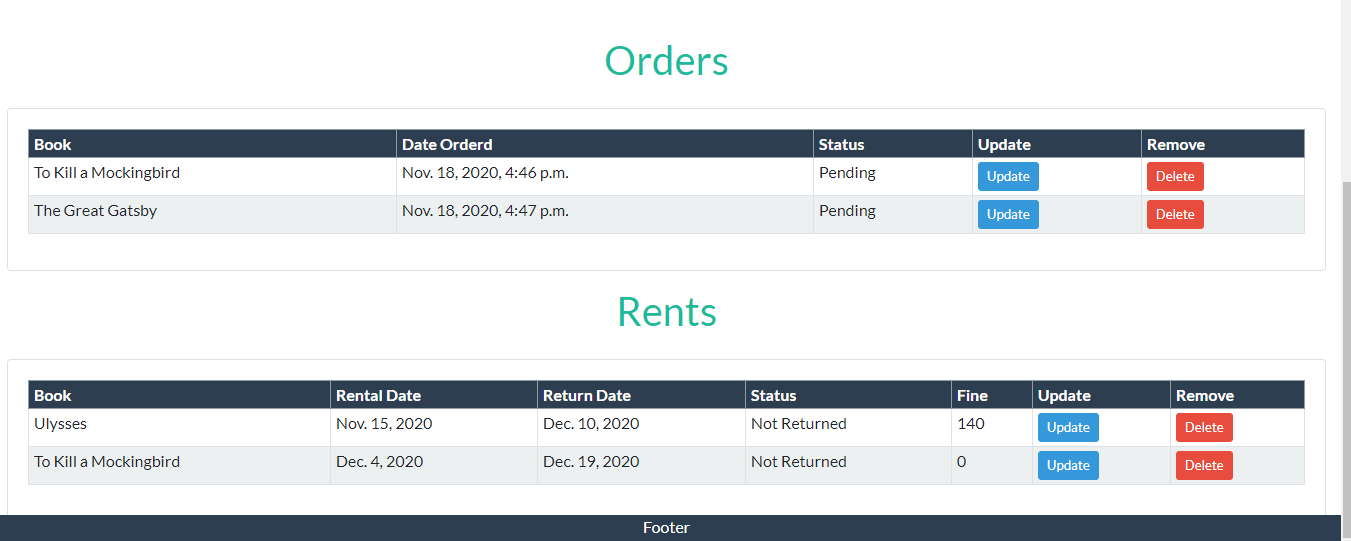 Orders
Book Date Orderd Status Update Remove
To Kill a Mockingbird Nov. 18, 2020, 4:46 p.m. Pending Update Delete
The Great Gatsby Nov. 18, 2020, 4:47 p.m. Pending Update Delete
Rents
Book Rental Date Return Date Status Fine Update Remove
Ulysses Nov. 15, 2020 Dec. 10, 2020 Not Returned 140 Update Delete
To Kill a Mockingbird Dec. 4, 2020 Dec. 19, 2020 Not Returned 0 Update Delete
Footer